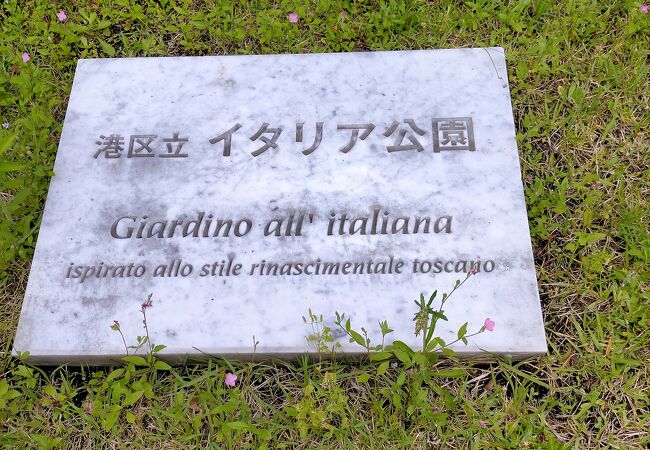 港区立 イタリア公園
Giardino all' italiana
ispirato allo stile rinascimentale toscano